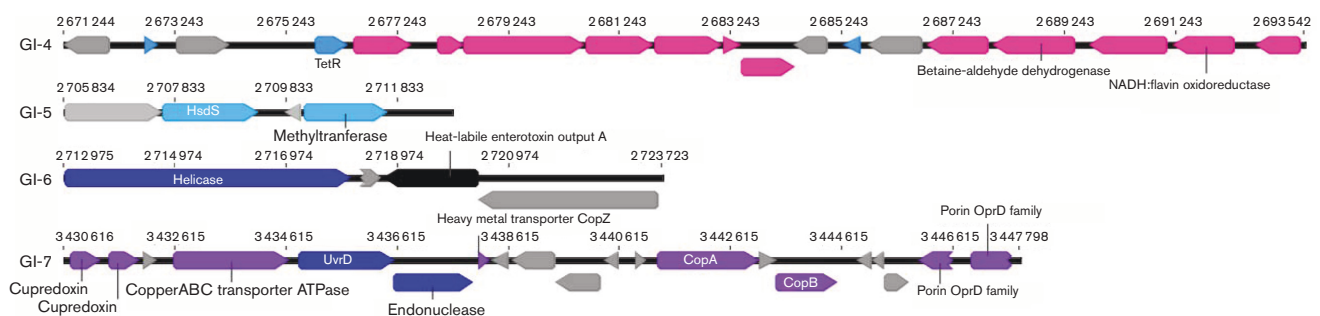 2 671 244 2 673 243 2 675 243 2 677 243 2 679 243 2 681 243 2 683 243 2 685 243 2 687 243 2 689 243 2 691 243 2 693 542
GI-4
TetR
Betaine-aldehyde dehydrogenase
NADH:flavin oxidoreductase
2 705 834 2 707 833 2 709 833 2 711 833
GI-5 HsdS
Methyltranferase
Heat-labile enterotoxin output A
2 712 975 2 714 974 2 716 974 2 718 974 2 720 974 2 723 723
GI-6 Helicase
Heavy metal transporter CopZ
Porin OprD family
3 430 616 3 432 615 3 434 615 3 436 615 3 438 615 3 440 615 3 442 615 3 444 615 3 446 615 3 447 798
GI-7 UvrD CopA
CopB
Cupredoxin CopperABC transporter ATPase Porin OprD family
Cupredoxin Endonuclease